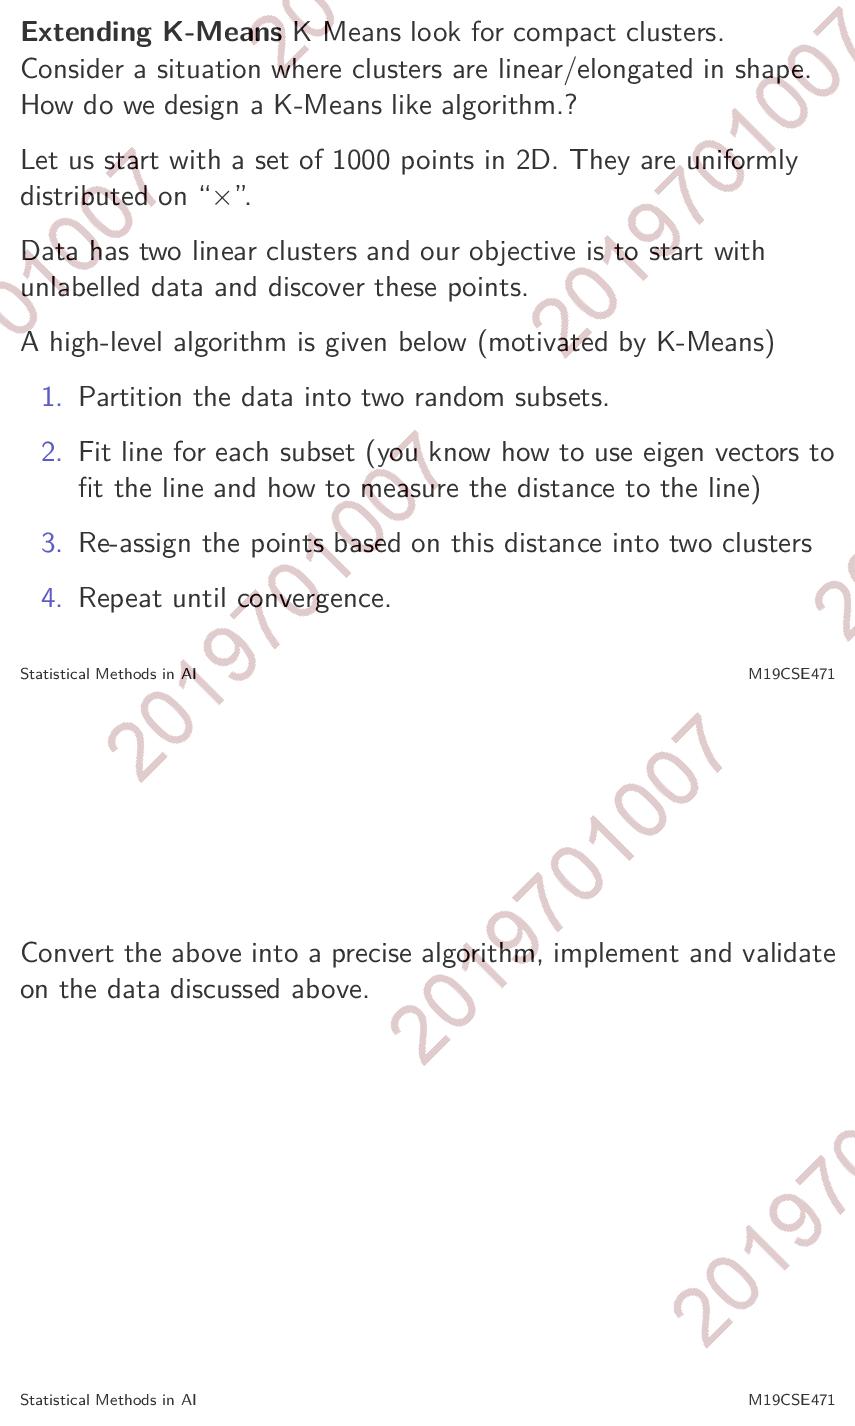 Extending K-Means K Means look for compact clusters.
Consider a situation where clusters are linear/elongated in shape.
How do we design a K-Means like algorithm.?
Let us start with a set of 1000 points in 2D. They are uniformly
distributed on “×”.
Data has two linear clusters and our objective is to start with
unlabelled data and discover these points.
A high-level algorithm is given below (motivated by K-Means)
1. Partition the data into two random subsets.
2. Fit line for each subset (you know how to use eigen vectors to
fit the line and how to measure the distance to the line)
3. Re-assign the points based on this distance into two clusters
4. Repeat until convergence.
Statistical Methods in AI M19CSE471
Convert the above into a precise algorithm, implement and validate
on the data discussed above.
Statistical Methods in AI M19CSE471
20
01007
2019701007
2019701007
20
2019701007
201970